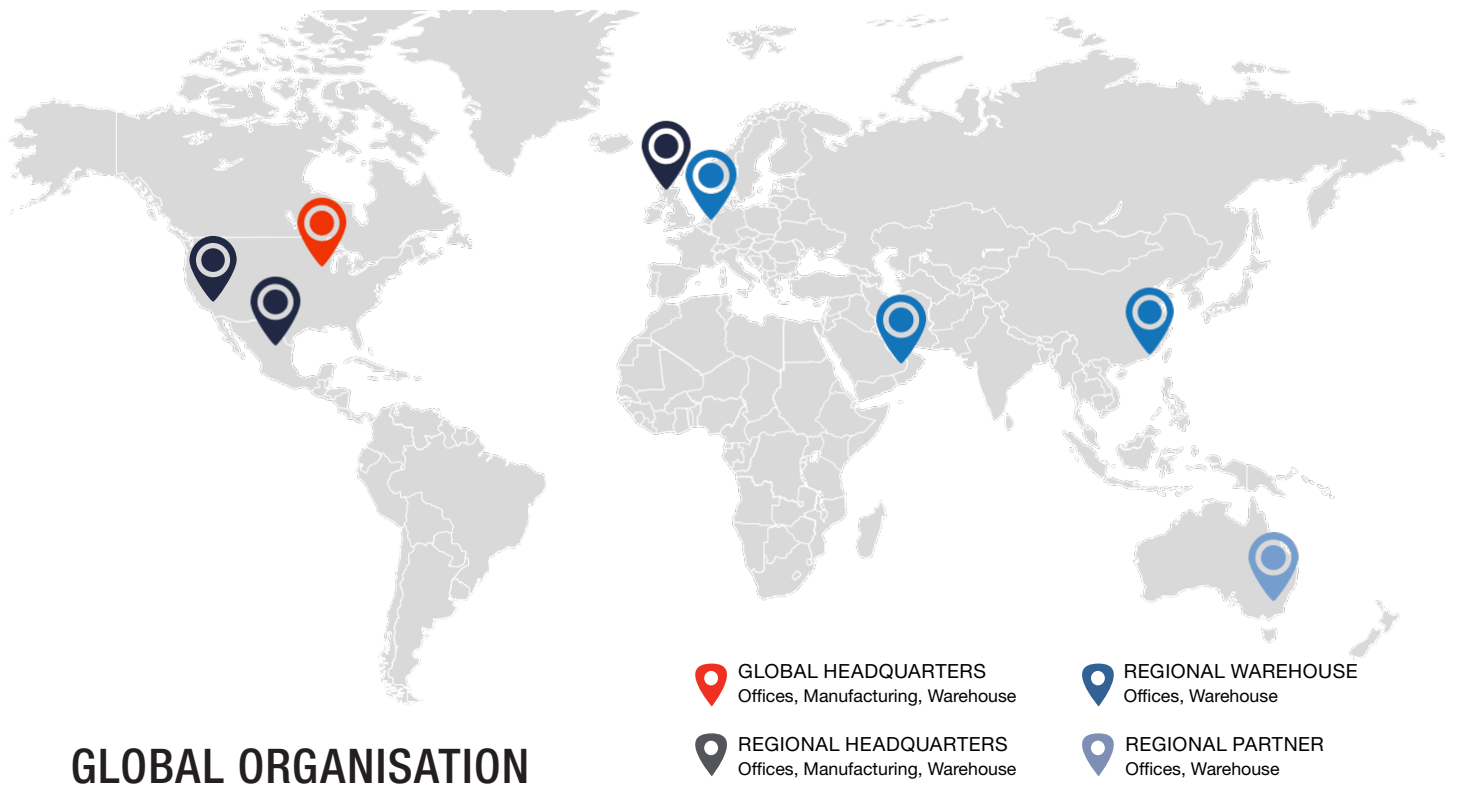 GLOBAL HEADQUARTERS
Offices, Manufacturing, Warehouse
REGIONAL HEADQUARTERS
Offices, Manufacturing, Warehouse
REGIONAL WAREHOUSE
Offices, Warehouse
REGIONAL PARTNER
Offices, Warehouse
GLOBAL ORGANISATION